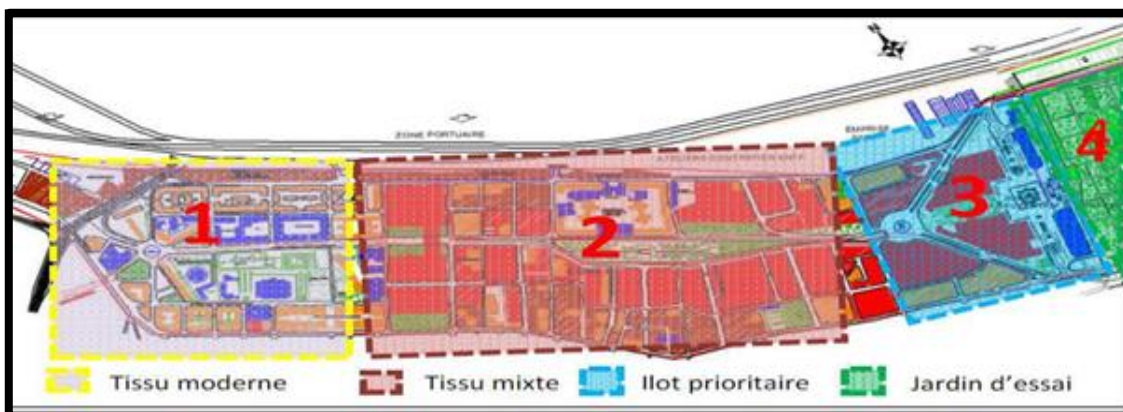 N
ZONE PORTUAIRE
1
2
3
4
Tissu moderne
Tissu mixte
Ilot prioritaire
Jardin d'essai